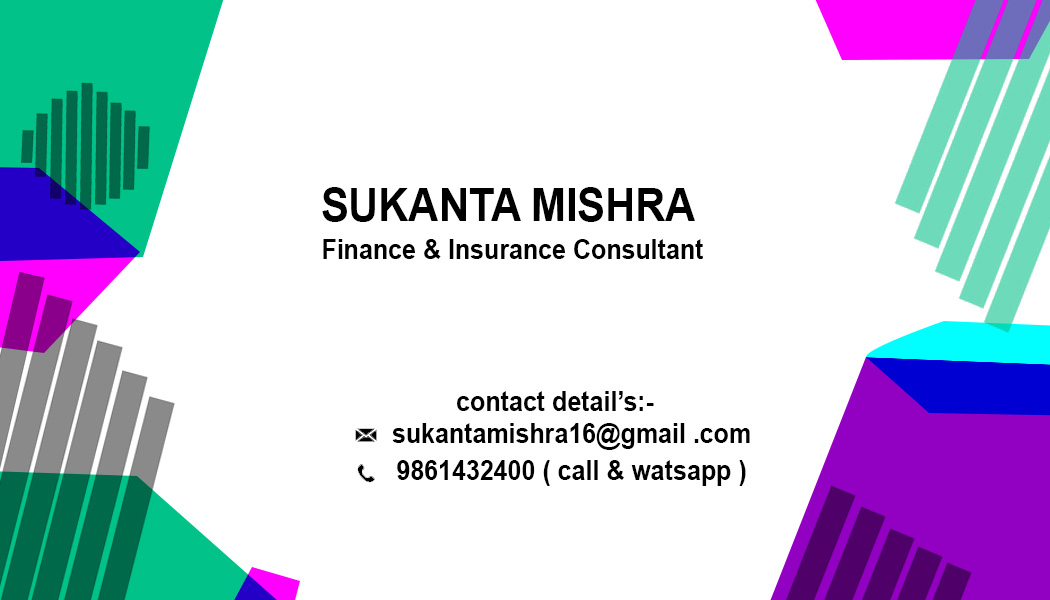 SUKANTA MISHRA
Finance & Insurance Consultant
contact detail’s:-
sukantamishra16@gmail .com
9861432400 ( call & watsapp )